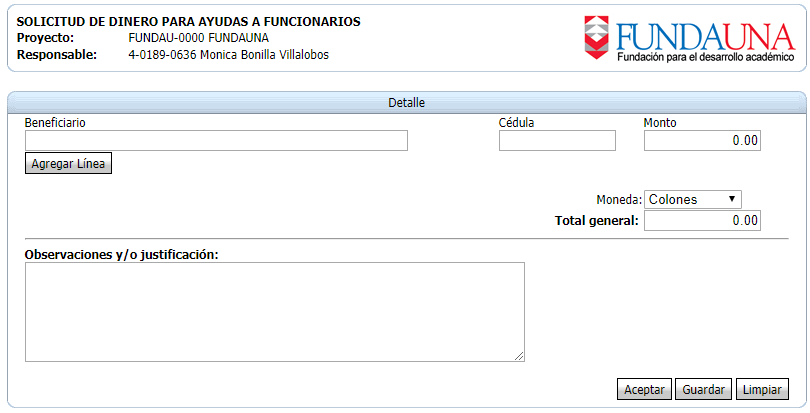 SOLICITUD DE DINERO PARA AYUDAS A FUNCIONARIOS
Proyecto: FUNDAU-0000 FUNDAUNA
Responsable: 4-0189-0636 Monica Bonilla Villalobos
FUNDAUNA
Fundación para el desarrollo académico
Detalle
Beneficiario Cédula Monto
0.00
Agregar Línea
Moneda: Colones
Total general: 0.00
Observaciones y/o justificación:
Aceptar Guardar Limpiar